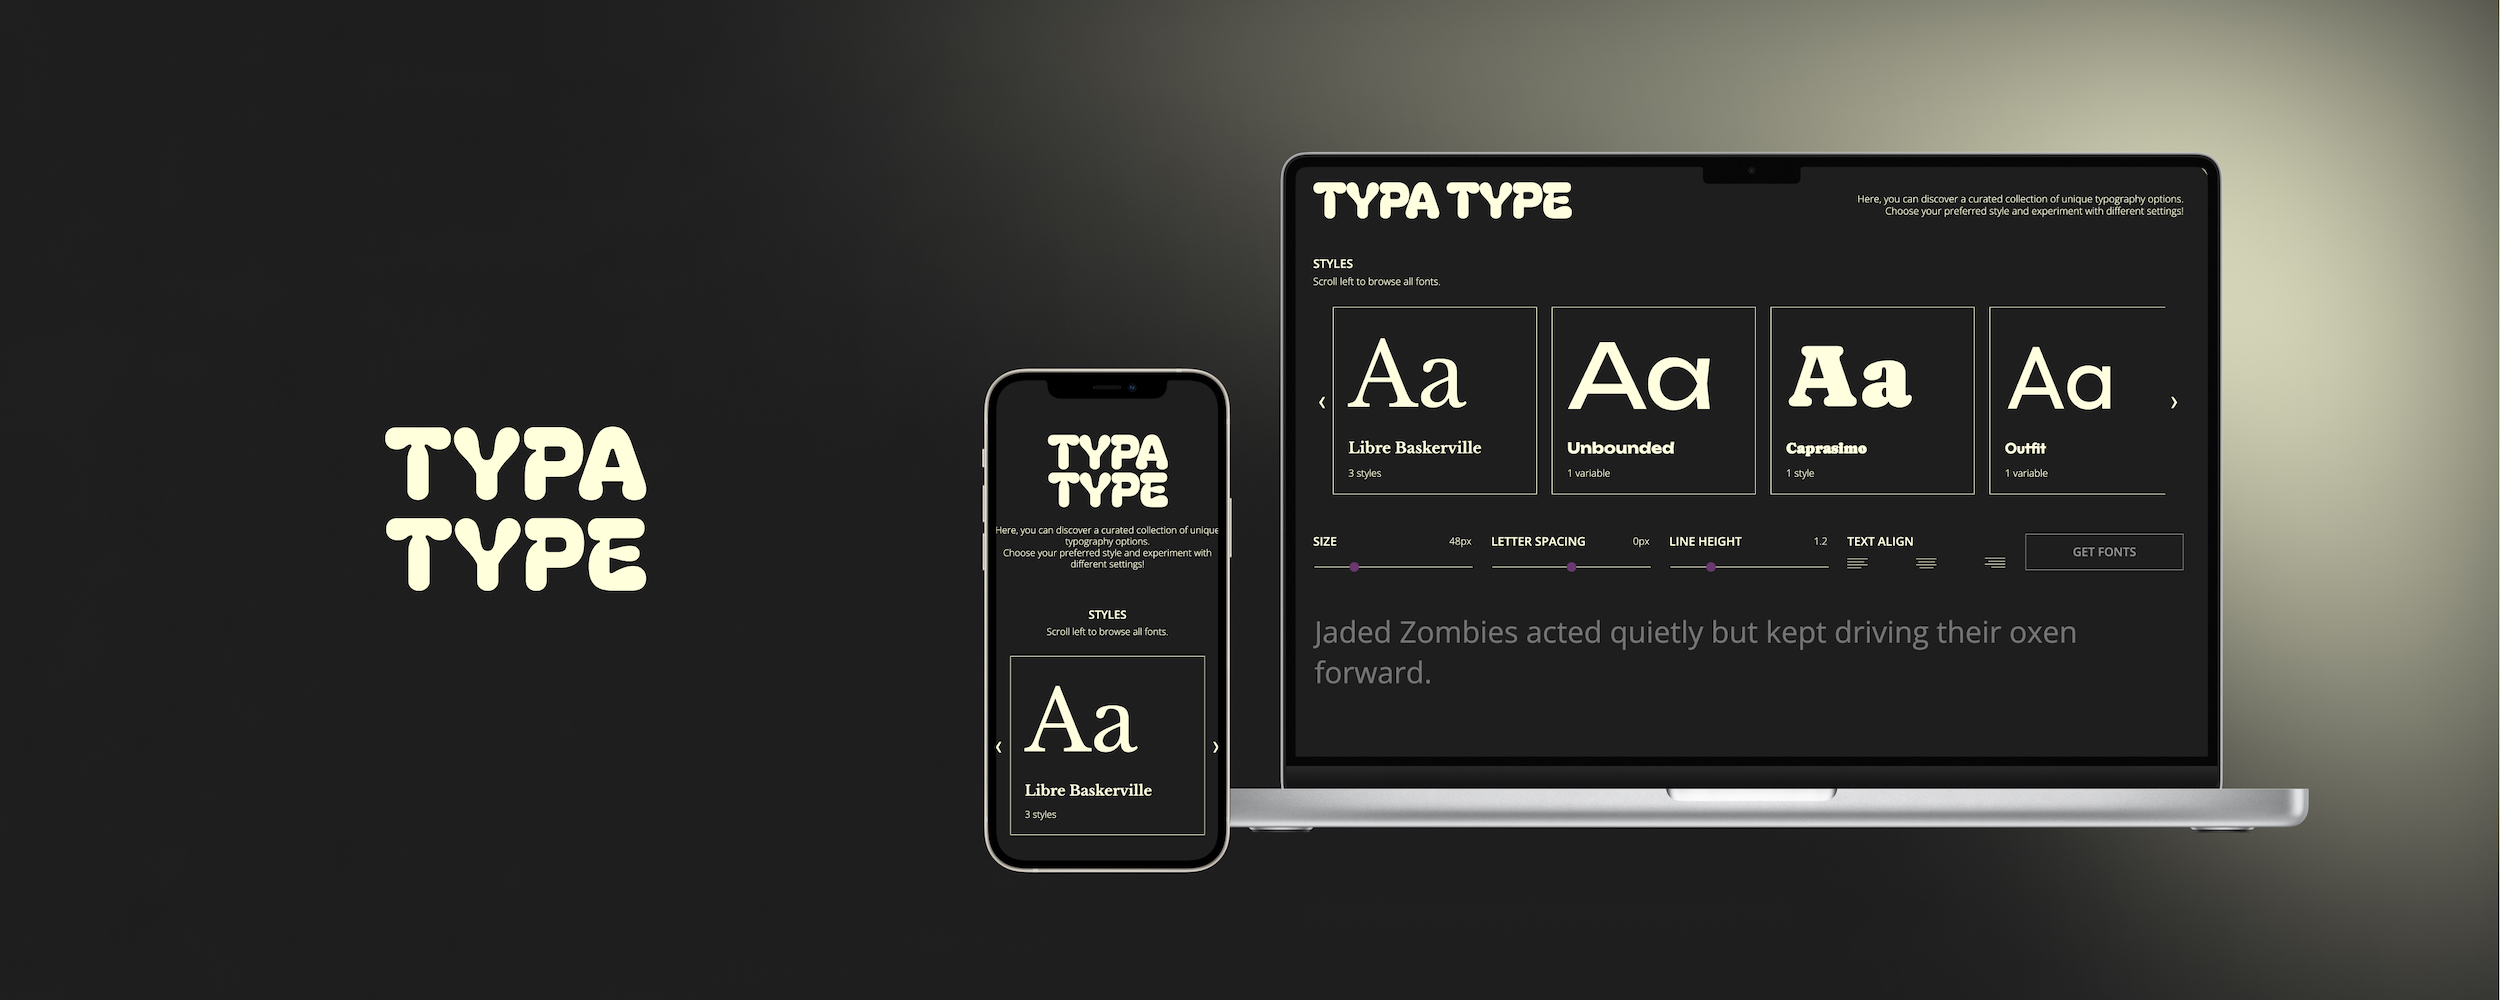 TYPA
TYPE
TYPA
TYPE
Here, you can discover a curated collection of unique
typography options.
Choose your preferred style and experiment with
different settings!
STYLES
Scroll left to browse all fonts.
‹ Aa ›
Libre Baskerville
3 styles
TYPA TYPE
Here, you can discover a curated collection of unique typography options.
Choose your preferred style and experiment with different settings!
STYLES
Scroll left to browse all fonts.
‹ Aa Aa Aa Aa ›
Libre Baskerville Unbounded Caprasimo Outfit
3 styles 1 variable 1 style 1 variable
SIZE 48px LETTER SPACING 0px LINE HEIGHT 1.2 TEXT ALIGN GET FONTS
Jaded Zombies acted quietly but kept driving their oxen
forward.